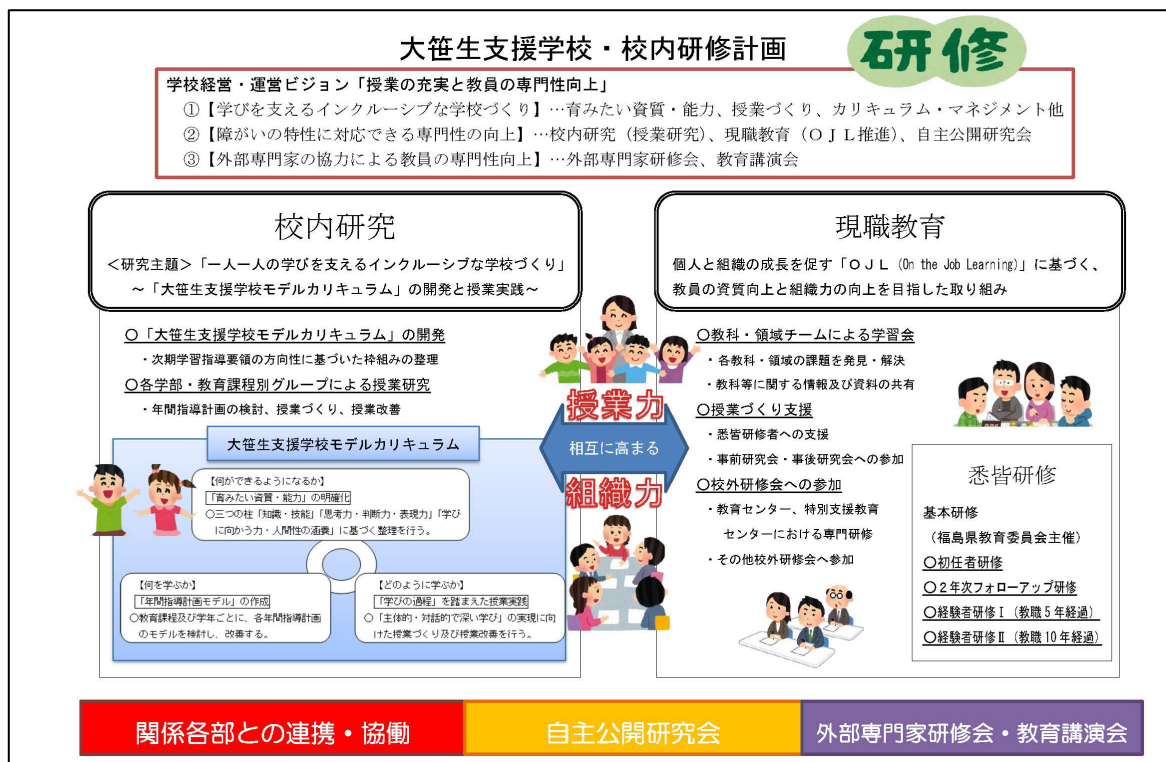 大笹生支援学校・校内研修計画
研修
学校経営・運営ビジョン「授業の充実と教員の専門性向上」
①【学びを支えるインクルーシブな学校づくり】…育みたい資質・能力、授業づくり、カリキュラム・マネジメント他
②【障がいの特性に対応できる専門性の向上】…校内研究（授業研究）、現職教育（ＯＪＬ推進）、自主公開研究会
③【外部専門家の協力による教員の専門性向上】…外部専門家研修会、教育講演会
校内研究
＜研究主題＞「一人一人の学びを支えるインクルーシブな学校づくり」
～「大笹生支援学校モデルカリキュラム」の開発と授業実践～
〇「大笹生支援学校モデルカリキュラム」の開発
・次期学習指導要領の方向性に基づいた枠組みの整理
〇各学部・教育課程別グループによる授業研究
・年間指導計画の検討、授業づくり、授業改善
大笹生支援学校モデルカリキュラム
【何ができるようになるか】
「育みたい資質・能力」の明確化
〇三つの柱「知識・技能」「思考力・判断力・表現力」「学び
に向かう力・人間性の涵養」に基づく整理を行う。
【何を学ぶか】
「年間指導計画モデル」の作成
〇教育課程及び学年ごとに、各年間指導計画
のモデルを検討し、改善する。
【どのように学ぶか】
「学びの過程」を踏まえた授業実践
〇「主体的・対話的で深い学び」の実現に向
けた授業づくり及び授業改善を行う。
授業力
相互に高まる
組織力
現職教育
個人と組織の成長を促す「ＯＪＬ（On the Job Learning）」に基づく、
教員の資質向上と組織力の向上を目指した取り組み
〇教科・領域チームによる学習会
・各教科・領域の課題を発見・解決
・教科等に関する情報及び資料の共有
〇授業づくり支援
・悉皆研修者への支援
・事前研究会・事後研究会への参加
〇校外研修会への参加
・教育センター、特別支援教育
センターにおける専門研修
・その他校外研修会へ参加
悉皆研修
基本研修
（福島県教育委員会主催）
〇初任者研修
〇２年次フォローアップ研修
〇経験者研修Ⅰ（教職５年経過）
〇経験者研修Ⅱ（教職10年経過）
関係各部との連携・協働
自主公開研究会
外部専門家研修会・教育講演会